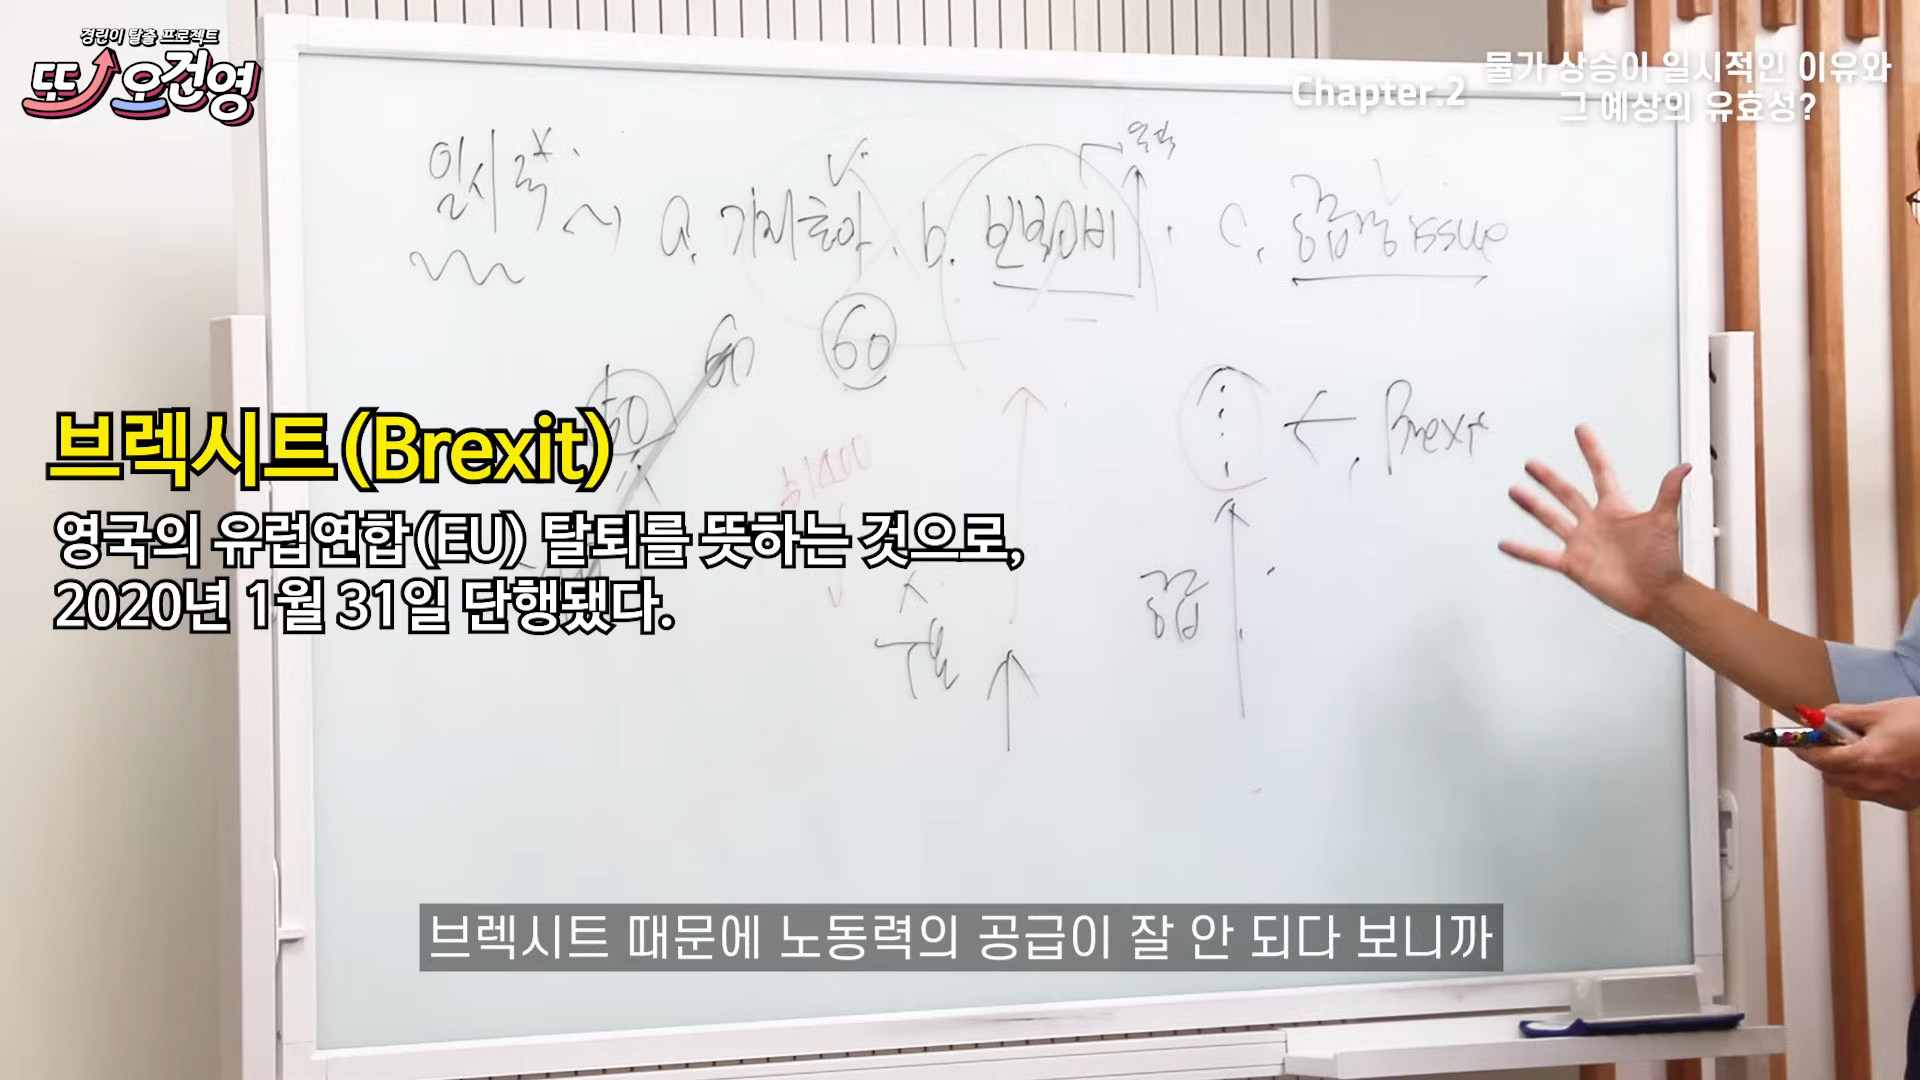 경린이 탈출 프로젝트
또 오건영
Chapter.2
물가 상승이 일시적인 이유와
그 예상의 유효성?
일시적
a. 기저효과. b. 보복소비. c. 공급망 issue
60 60
50
← Brexit
$1400
수요
공급
브렉시트(Brexit)
영국의 유럽연합(EU) 탈퇴를 뜻하는 것으로,
2020년 1월 31일 단행됐다.
브렉시트 때문에 노동력의 공급이 잘 안 되다 보니까